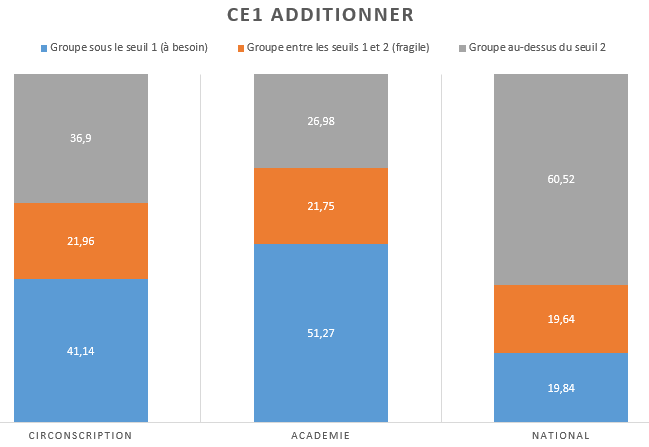 CE1 ADDITIONNER
Groupe sous le seuil 1 (à besoin) Groupe entre les seuils 1 et 2 (fragile) Groupe au-dessus du seuil 2
36,9 26,98 60,52
21,96 21,75 19,64
41,14 51,27 19,84
CIRCONSCRIPTION ACADEMIE NATIONAL